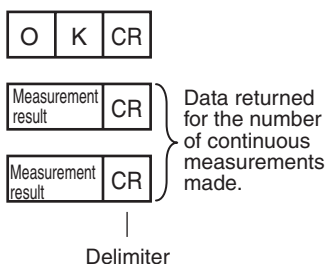 O K CR
Measurement result CR
Data returned for the number of continuous measurements made.
Measurement result CR
Delimiter